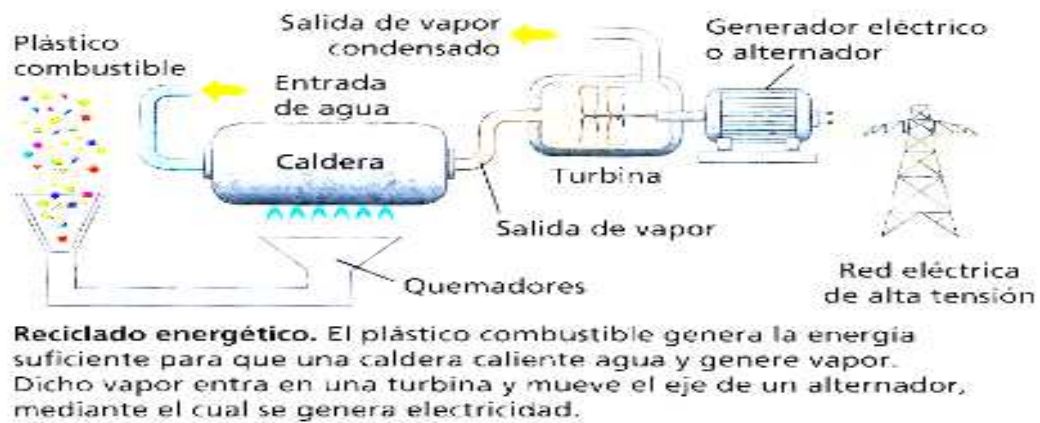 Plástico
combustible
Entrada
de agua
Salida de vapor
condensado
Generador eléctrico
o alternador
Caldera
Turbina
Salida de vapor
Quemadores
Red eléctrica
de alta tensión
Reciclado energético. El plástico combustible genera la energía
suficiente para que una caldera caliente agua y genere vapor.
Dicho vapor entra en una turbina y mueve el eje de un alternador,
mediante el cual se genera electricidad.